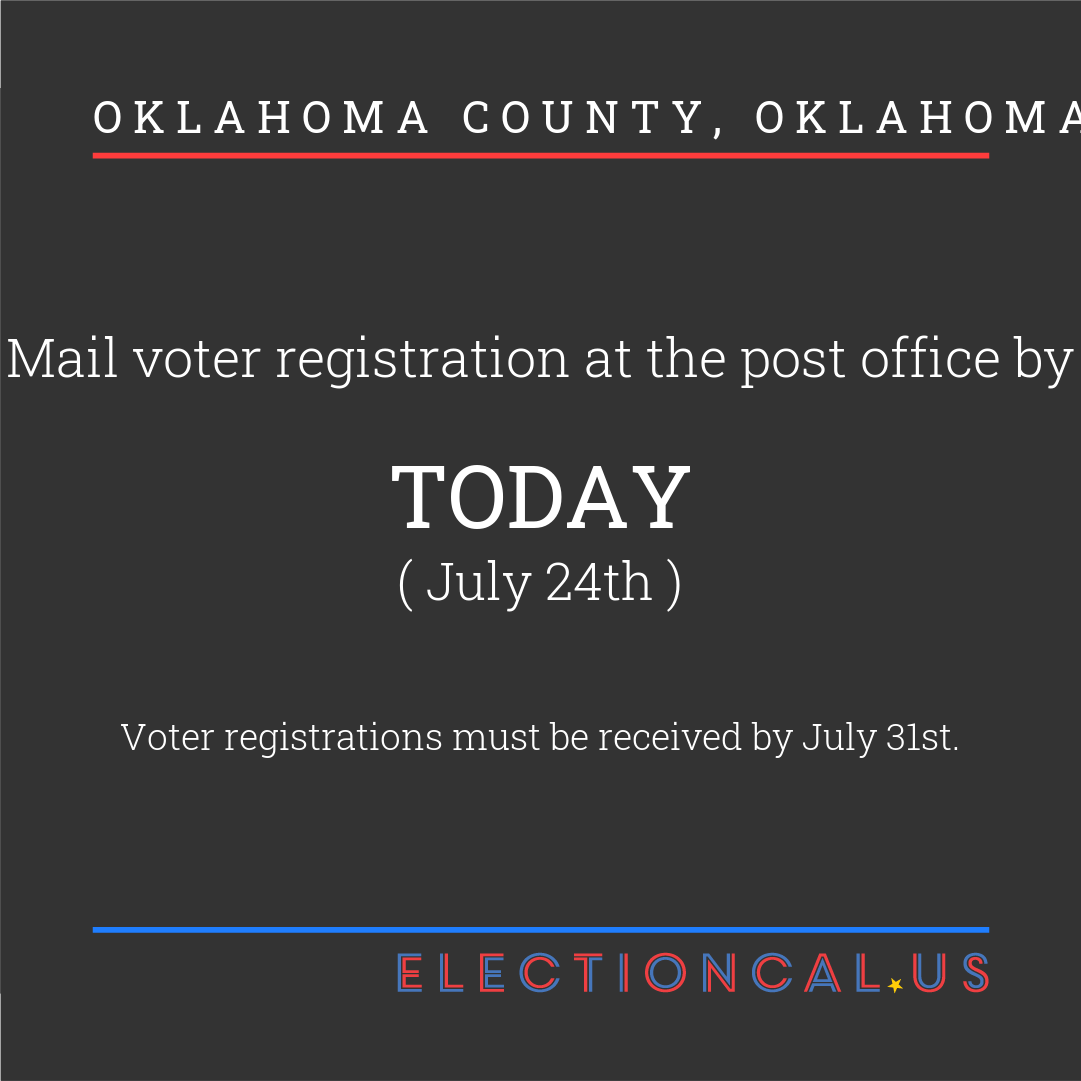 OKLAHOMA COUNTY, OKLAHOMA
Mail voter registration at the post office by
TODAY
( July 24th )
Voter registrations must be received by July 31st.
ELECTIONCAL.US